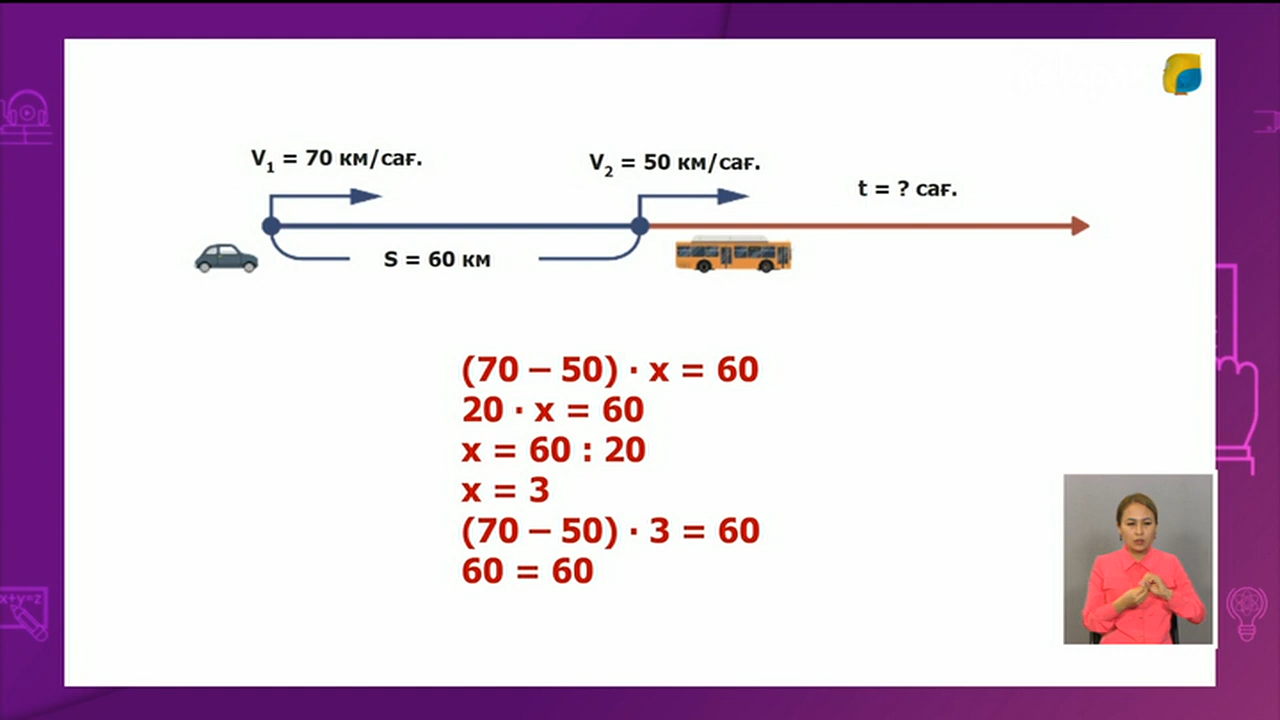 V₁ = 70 км/сағ.
V₂ = 50 км/сағ.
t = ? сағ.
S = 60 км
(70 – 50) · x = 60
20 · x = 60
x = 60 : 20
x = 3
(70 – 50) · 3 = 60
60 = 60
x+y=z